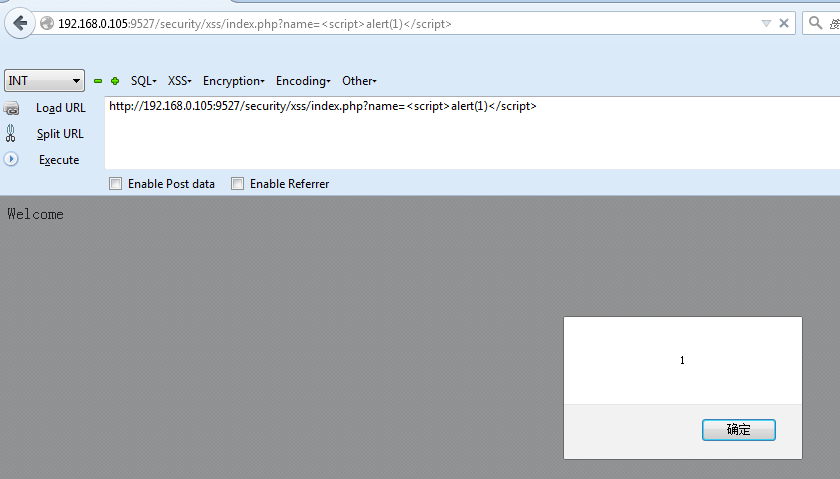 192.168.0.105:9527/security/xss/index.php?name=<script>alert(1)</script>
INT SQL XSS Encryption Encoding Other
Load URL
http://192.168.0.105:9527/security/xss/index.php?name=<script>alert(1)</script>
Split URL
Execute
Enable Post data Enable Referrer
Welcome
1
确定